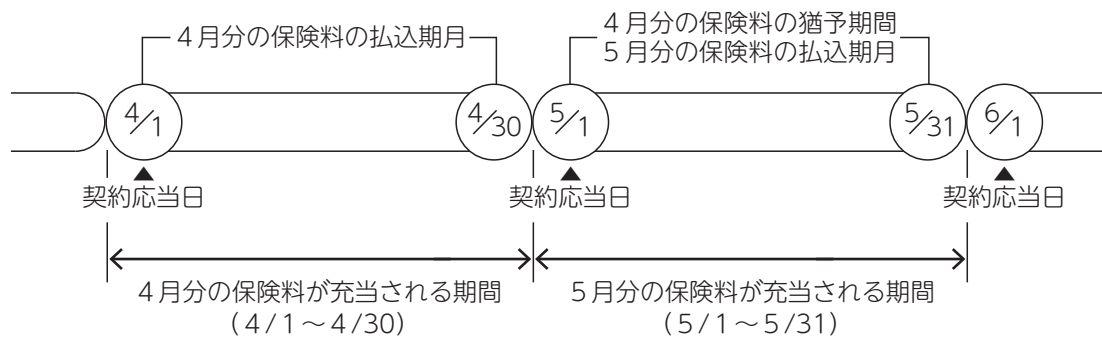 4月分の保険料の払込期月
4月分の保険料の猶予期間
5月分の保険料の払込期月
4/1
4/30
5/1
5/31
6/1
契約応当日
契約応当日
契約応当日
4月分の保険料が充当される期間
(4/1~4/30)
5月分の保険料が充当される期間
(5/1~5/31)